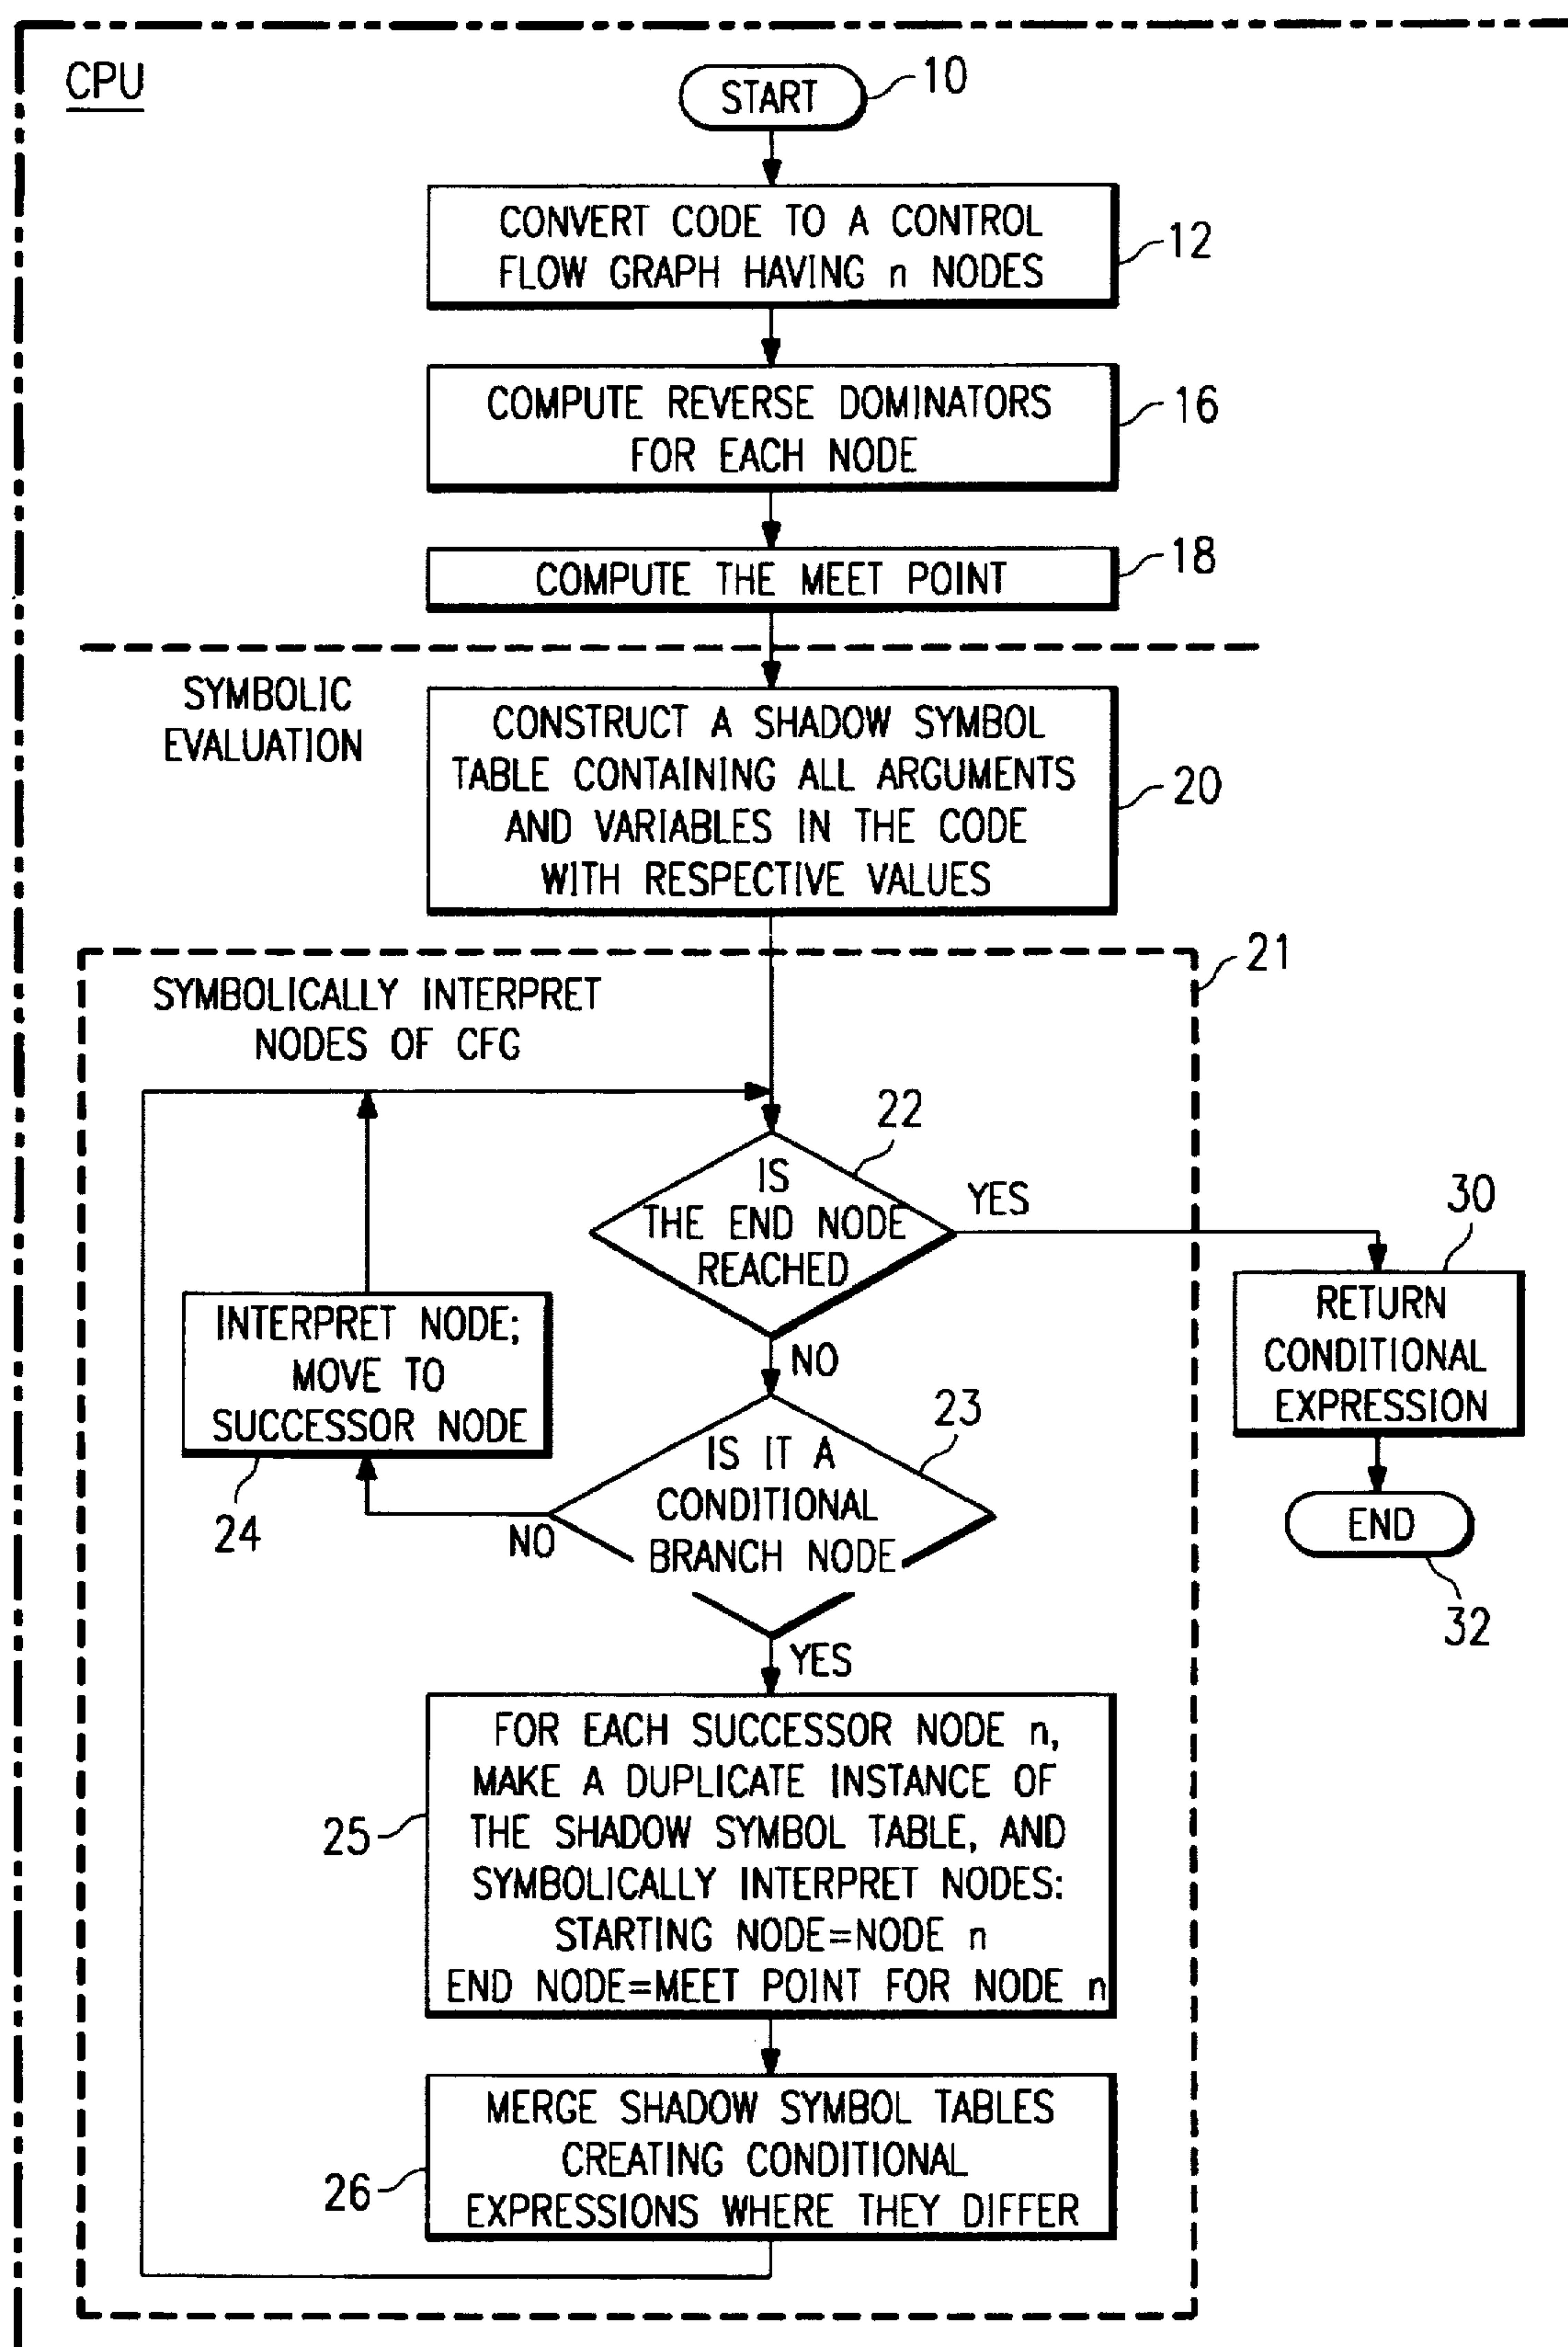 CPU
START
10
CONVERT CODE TO A CONTROL
FLOW GRAPH HAVING n NODES
12
COMPUTE REVERSE DOMINATORS
FOR EACH NODE
16
COMPUTE THE MEET POINT
18
SYMBOLIC
EVALUATION
CONSTRUCT A SHADOW SYMBOL
TABLE CONTAINING ALL ARGUMENTS
AND VARIABLES IN THE CODE
WITH RESPECTIVE VALUES
20
21
SYMBOLICALLY INTERPRET
NODES OF CFG
22
IS
THE END NODE
REACHED
YES
NO
30
RETURN
CONDITIONAL
EXPRESSION
END
32
INTERPRET NODE;
MOVE TO
SUCCESSOR NODE
24
23
IS IT A
CONDITIONAL
BRANCH NODE
NO
YES
FOR EACH SUCCESSOR NODE n,
MAKE A DUPLICATE INSTANCE OF
THE SHADOW SYMBOL TABLE, AND
SYMBOLICALLY INTERPRET NODES:
STARTING NODE=NODE n
END NODE=MEET POINT FOR NODE n
25
MERGE SHADOW SYMBOL TABLES
CREATING CONDITIONAL
EXPRESSIONS WHERE THEY DIFFER
26